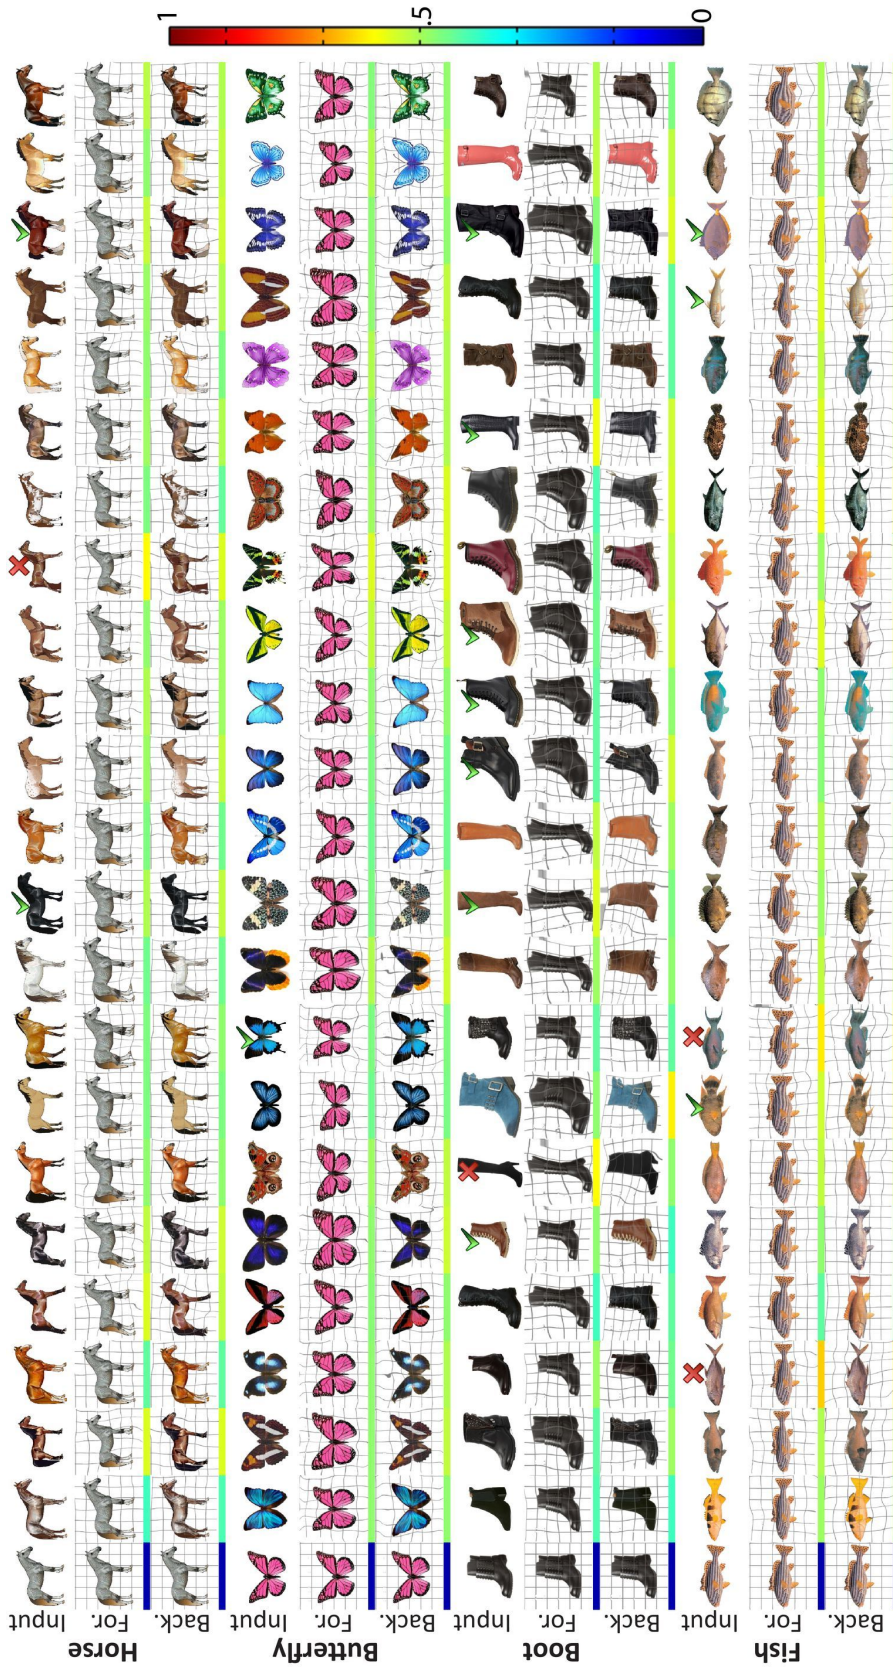 1
.5
0
Horse
Input
For.
Back.
Butterfly
Input
For.
Back.
Boot
Input
For.
Back.
Fish
Input
For.
Back.